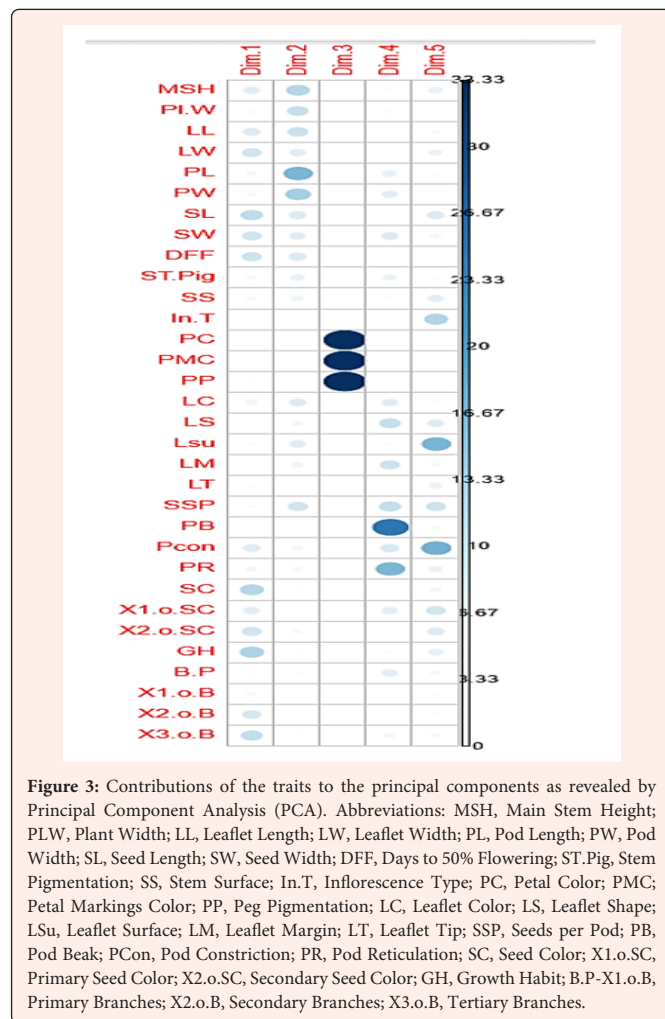 Dim.1 Dim.2 Dim.3 Dim.4 Dim.5
33.33
MSH
Pl.W
LL
30
LW
PL
PW
26.67
SL
SW
DFF
23.33
ST.Pig
SS
In.T
20
PC
PMC
PP
LC
16.67
LS
Lsu
LM
13.33
LT
SSP
PB
10
Pcon
PR
SC
X1.o.SC
6.67
X2.o.SC
GH
B.P
3.33
X1.o.B
X2.o.B
X3.o.B
0
Figure 3: Contributions of the traits to the principal components as revealed by
Principal Component Analysis (PCA). Abbreviations: MSH, Main Stem Height;
PLW, Plant Width; LL, Leaflet Length; LW, Leaflet Width; PL, Pod Length; PW, Pod
Width; SL, Seed Length; SW, Seed Width; DFF, Days to 50% Flowering; ST.Pig, Stem
Pigmentation; SS, Stem Surface; In.T, Inflorescence Type; PC, Petal Color; PMC;
Petal Markings Color; PP, Peg Pigmentation; LC, Leaflet Color; LS, Leaflet Shape;
LSu, Leaflet Surface; LM, Leaflet Margin; LT, Leaflet Tip; SSP, Seeds per Pod; PB,
Pod Beak; PCon, Pod Constriction; PR, Pod Reticulation; SC, Seed Color; X1.o.SC,
Primary Seed Color; X2.o.SC, Secondary Seed Color; GH, Growth Habit; B.P-X1.o.B,
Primary Branches; X2.o.B, Secondary Branches; X3.o.B, Tertiary Branches.